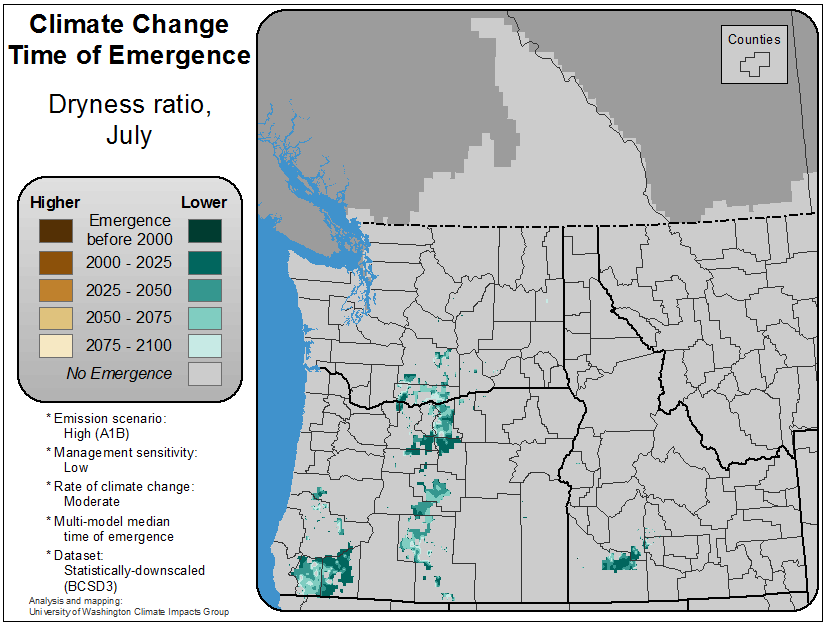 Climate Change
Time of Emergence
Dryness ratio,
July
Higher Lower
Emergence
before 2000
2000 - 2025
2025 - 2050
2050 - 2075
2075 - 2100
No Emergence
* Emission scenario:
High (A1B)
* Management sensitivity:
Low
* Rate of climate change:
Moderate
* Multi-model median
time of emergence
* Dataset:
Statistically-downscaled
(BCSD3)
Analysis and mapping:
University of Washington Climate Impacts Group
Counties